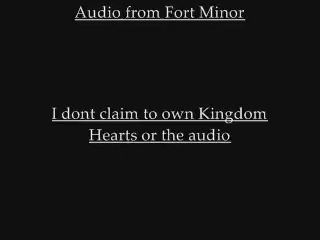 Audio from Fort Minor
I dont claim to own Kingdom
Hearts or the audio